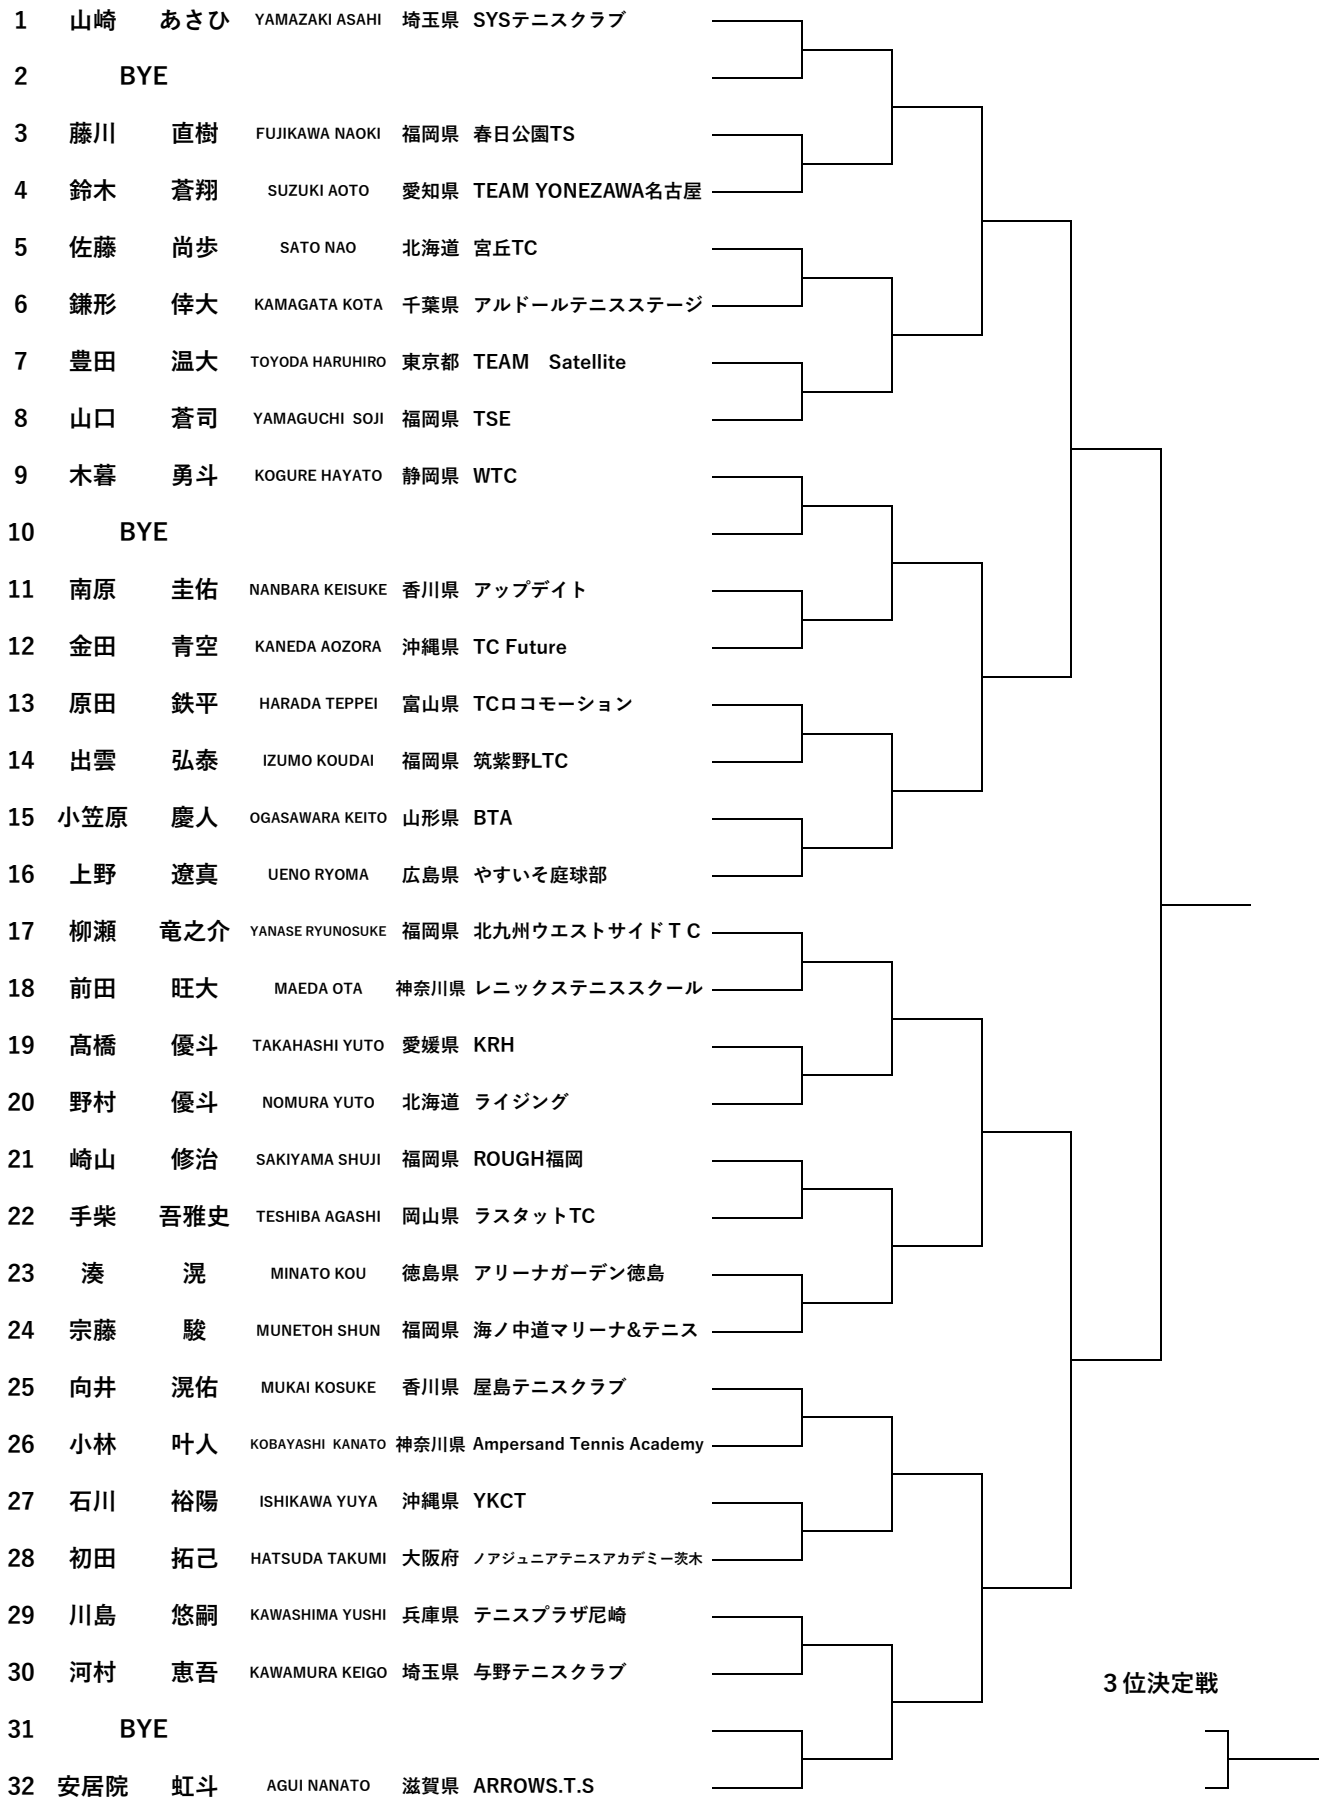 1 山崎 あさひ YAMAZAKI ASAHI 埼玉県 SYSテニスクラブ
2 BYE
3 藤川 直樹 FUJIKAWA NAOKI 福岡県 春日公園TS
4 鈴木 蒼翔 SUZUKI AOTO 愛知県 TEAM YONEZAWA名古屋
5 佐藤 尚歩 SATO NAO 北海道 宮丘TC
6 鎌形 倖大 KAMAGATA KOTA 千葉県 アルドールテニスステージ
7 豊田 温大 TOYODA HARUHIRO 東京都 TEAM Satellite
8 山口 蒼司 YAMAGUCHI SOJI 福岡県 TSE
9 木暮 勇斗 KOGURE HAYATO 静岡県 WTC
10 BYE
11 南原 圭佑 NANBARA KEISUKE 香川県 アップデイト
12 金田 青空 KANEDA AOZORA 沖縄県 TC Future
13 原田 鉄平 HARADA TEPPEI 富山県 TCロコモーション
14 出雲 弘泰 IZUMO KOUDAI 福岡県 筑紫野LTC
15 小笠原 慶人 OGASAWARA KEITO 山形県 BTA
16 上野 遼真 UENO RYOMA 広島県 やすいそ庭球部
17 柳瀬 竜之介 YANASE RYUNOSUKE 福岡県 北九州ウエストサイドＴＣ
18 前田 旺大 MAEDA OTA 神奈川県 レニックステニススクール
19 髙橋 優斗 TAKAHASHI YUTO 愛媛県 KRH
20 野村 優斗 NOMURA YUTO 北海道 ライジング
21 崎山 修治 SAKIYAMA SHUJI 福岡県 ROUGH福岡
22 手柴 吾雅史 TESHIBA AGASHI 岡山県 ラスタットTC
23 湊 滉 MINATO KOU 徳島県 アリーナガーデン徳島
24 宗藤 駿 MUNETOH SHUN 福岡県 海ノ中道マリーナ&テニス
25 向井 滉佑 MUKAI KOSUKE 香川県 屋島テニスクラブ
26 小林 叶人 KOBAYASHI KANATO 神奈川県 Ampersand Tennis Academy
27 石川 裕陽 ISHIKAWA YUYA 沖縄県 YKCT
28 初田 拓己 HATSUDA TAKUMI 大阪府 ノアジュニアテニスアカデミー茨木
29 川島 悠嗣 KAWASHIMA YUSHI 兵庫県 テニスプラザ尼崎
30 河村 恵吾 KAWAMURA KEIGO 埼玉県 与野テニスクラブ
３位決定戦
31 BYE
32 安居院 虹斗 AGUI NANATO 滋賀県 ARROWS.T.S